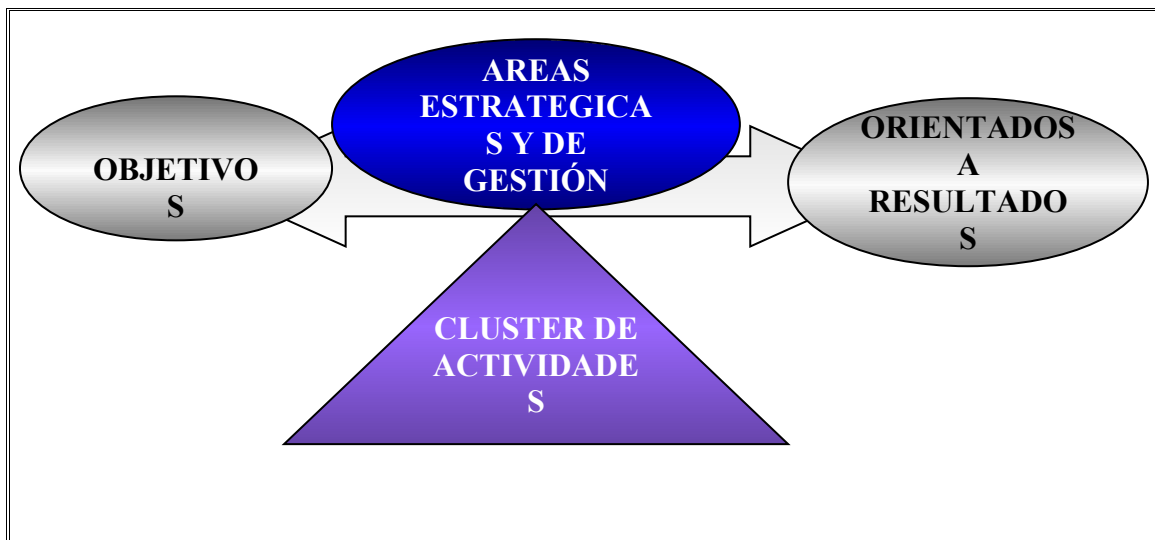 AREAS
ESTRATEGICA
S Y DE
GESTIÓN
OBJETIVO
S
ORIENTADOS
A
RESULTADO
S
CLUSTER DE
ACTIVIDADE
S